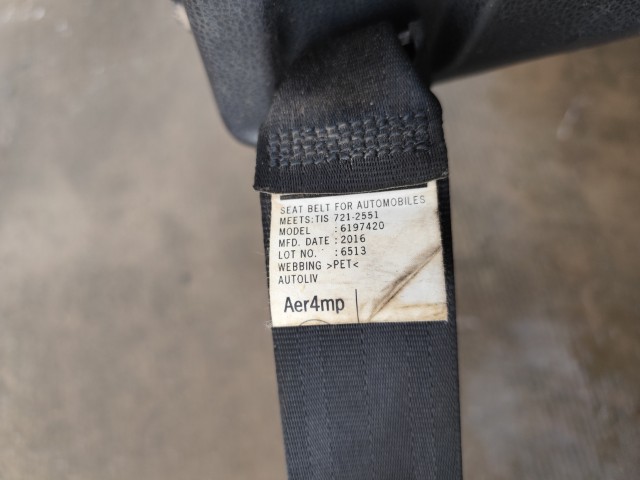 SEAT BELT FOR AUTOMOBILES
MEETS:TIS 721-2551
MODEL :6197420
MFD. DATE :2016
LOT NO. :6513
WEBBING >PET<
AUTOLIV
Aer4mp